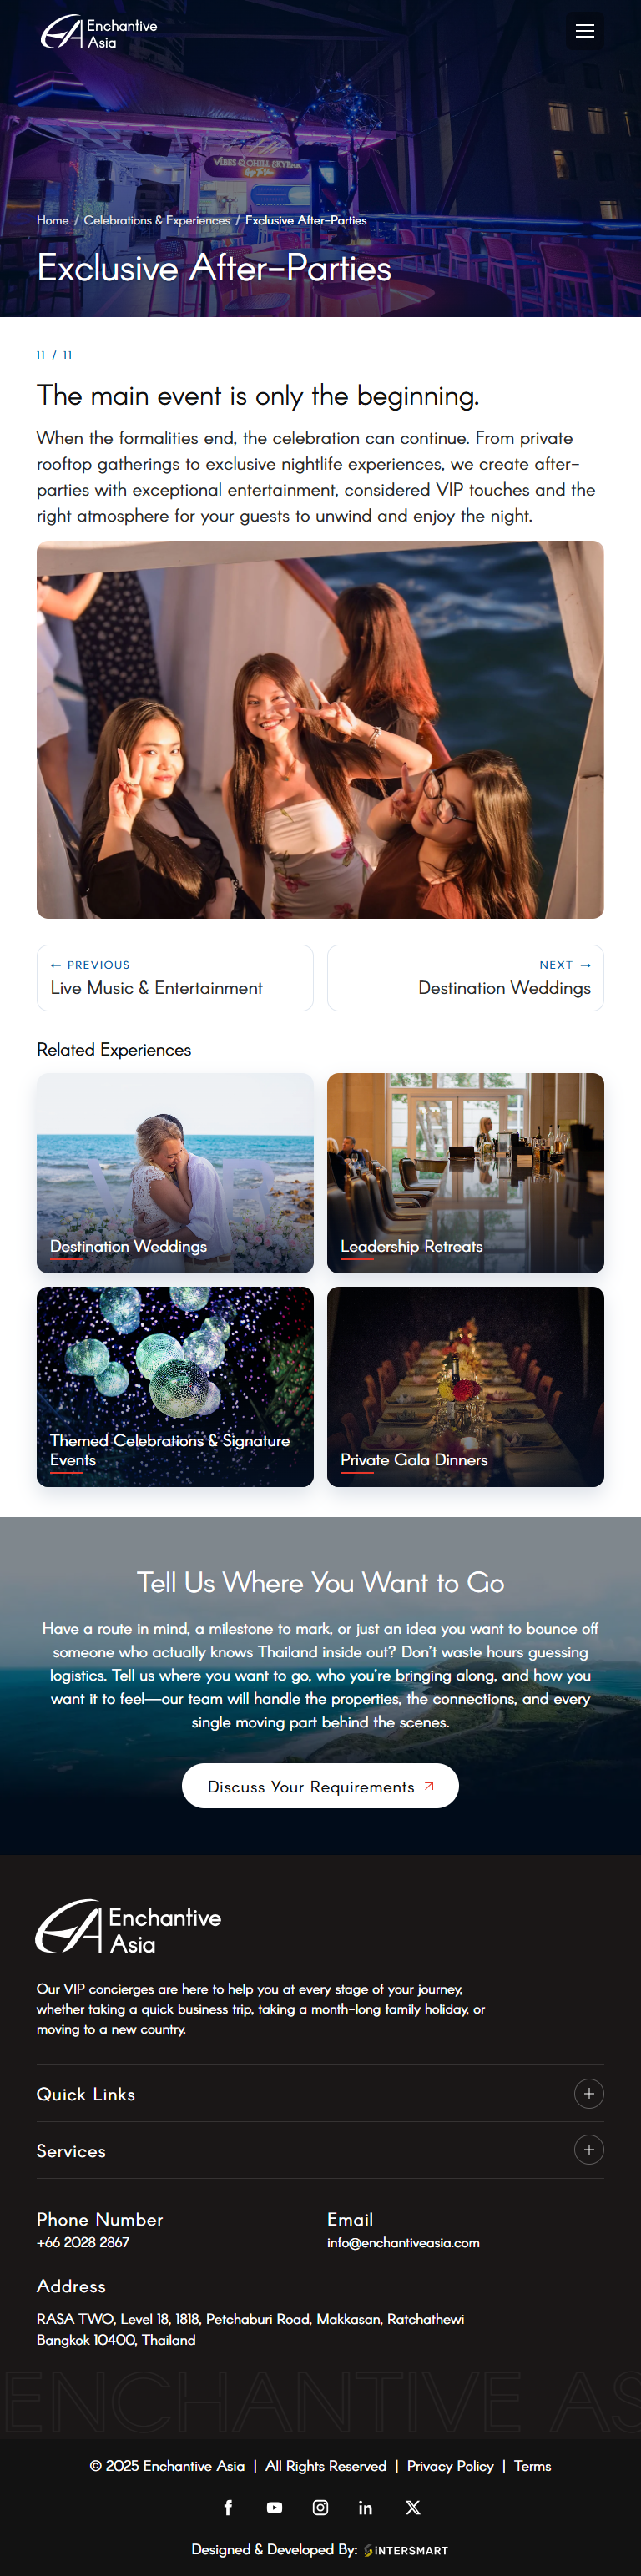 Enchantive
Asia
VIBES & CHILL SKYBAR
Home / Celebrations & Experiences / Exclusive After-Parties
Exclusive After-Parties
11 / 11
The main event is only the beginning.
When the formalities end, the celebration can continue. From private
rooftop gatherings to exclusive nightlife experiences, we create after-
parties with exceptional entertainment, considered VIP touches and the
right atmosphere for your guests to unwind and enjoy the night.
← PREVIOUS
Live Music & Entertainment
NEXT →
Destination Weddings
Related Experiences
Destination Weddings
Leadership Retreats
Themed Celebrations & Signature
Events
Private Gala Dinners
Tell Us Where You Want to Go
Have a route in mind, a milestone to mark, or just an idea you want to bounce off
someone who actually knows Thailand inside out? Don't waste hours guessing
logistics. Tell us where you want to go, who you're bringing along, and how you
want it to feel—our team will handle the properties, the connections, and every
single moving part behind the scenes.
Discuss Your Requirements
Enchantive
Asia
Our VIP concierges are here to help you at every stage of your journey,
whether taking a quick business trip, taking a month-long family holiday, or
moving to a new country.
Quick Links
Services
Phone Number
+66 2028 2867
Email
info@enchantiveasia.com
Address
RASA TWO, Level 18, 1818, Petchaburi Road, Makkasan, Ratchathewi
Bangkok 10400, Thailand
ENCHANTIVE AS
© 2025 Enchantive Asia | All Rights Reserved | Privacy Policy | Terms
Designed & Developed By: iNTERSMART